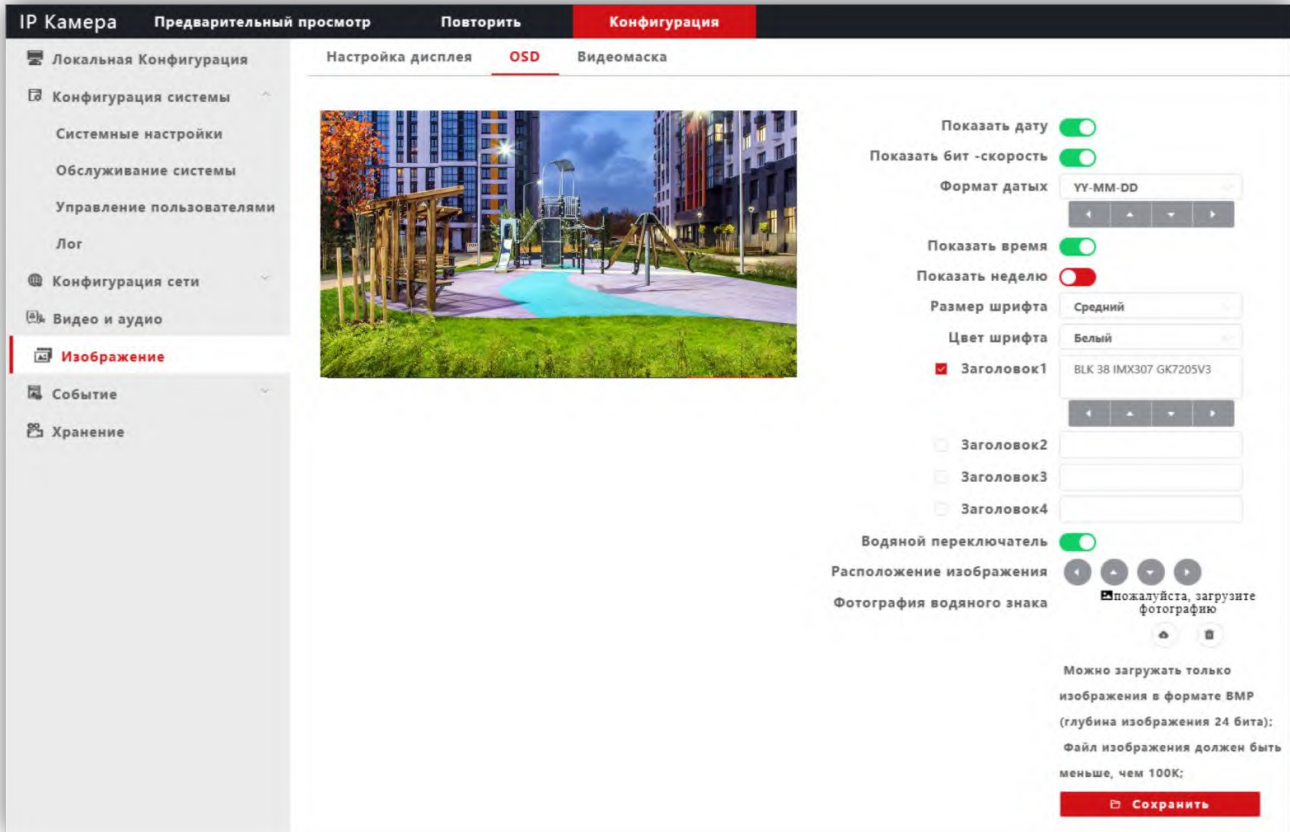 IP Камера Предварительный просмотр Повторить Конфигурация
Локальная Конфигурация
Конфигурация системы
Системные настройки
Обслуживание системы
Управление пользователями
Лог
Конфигурация сети
Видео и аудио
Изображение
Событие
Хранение
Настройка дисплея OSD Видеомаска
Показать дату
Показать бит -скорость
Формат датых YY-MM-DD
Показать время
Показать неделю
Размер шрифта Средний
Цвет шрифта Белый
Заголовок1 BLK 38 IMX307 GK7205V3
Заголовок2
Заголовок3
Заголовок4
Водяной переключатель
Расположение изображения
Фотография водяного знака
пожалуйста, загрузите
фотографию
Можно загружать только
изображения в формате BMP
(глубина изображения 24 бита);
Файл изображения должен быть
меньше, чем 100K;
Сохранить